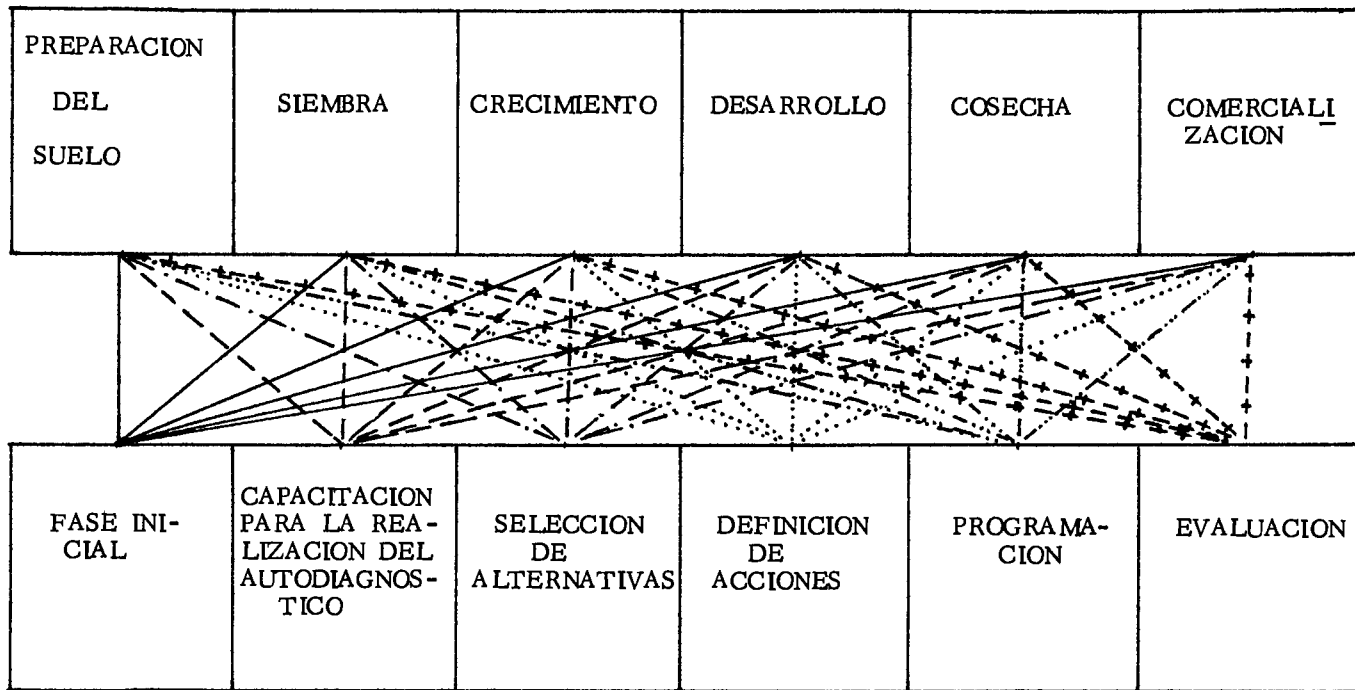 PREPARACION
DEL
SUELO
SIEMBRA
CRECIMIENTO
DESARROLLO
COSECHA
COMERCIALI
ZACION
FASE INI-
CIAL
CAPACITACION
PARA LA REA-
LIZACION DEL
AUTODIAGNOS-
TICO
SELECCION
DE
ALTERNATIVAS
DEFINICION
DE
ACCIONES
PROGRAMA-
CION
EVALUACION